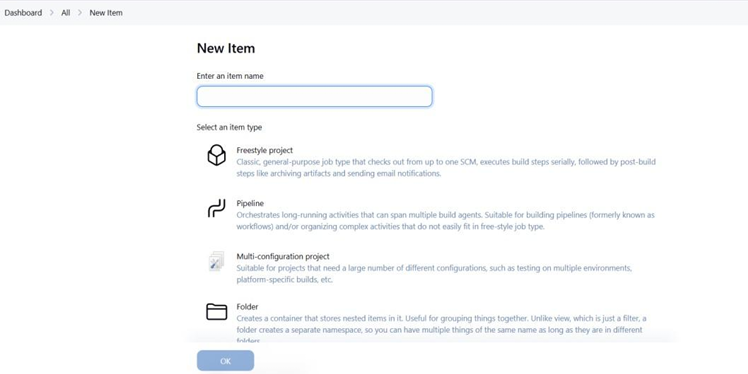 Dashboard > All > New Item
New Item
Enter an item name
Select an item type
Freestyle project
Classic, general-purpose job type that checks out from up to one SCM, executes build steps serially, followed by post-build
steps like archiving artifacts and sending email notifications.
Pipeline
Orchestrates long-running activities that can span multiple build agents. Suitable for building pipelines (formerly known as
workflows) and/or organizing complex activities that do not easily fit in free-style job type.
Multi-configuration project
Suitable for projects that need a large number of different configurations, such as testing on multiple environments,
platform-specific builds, etc.
Folder
Creates a container that stores nested items in it. Useful for grouping things together. Unlike view, which is just a filter, a
folder creates a separate namespace, so you can have multiple things of the same name as long as they are in different
folders.
OK